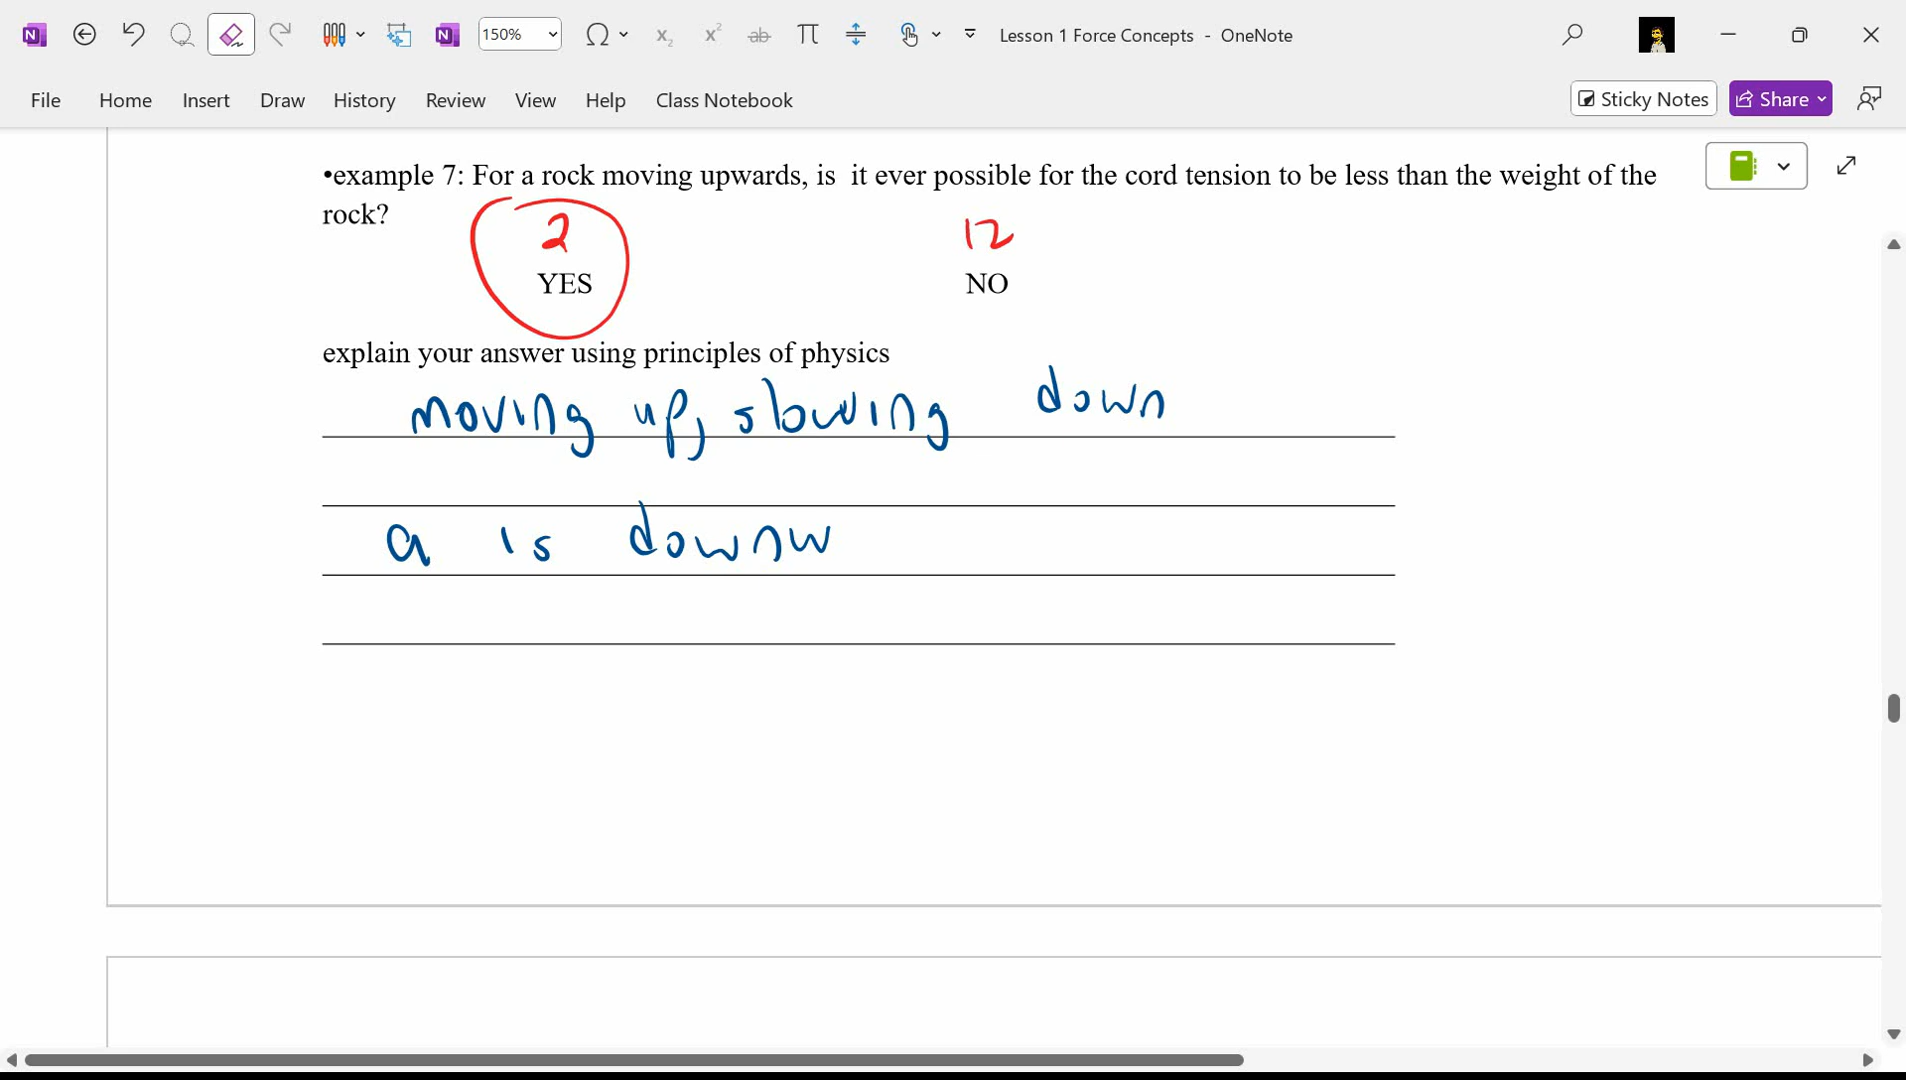 150%
x₂
x²
ab
Lesson 1 Force Concepts - OneNote
File Home Insert Draw History Review View Help Class Notebook
Sticky Notes
Share
•example 7: For a rock moving upwards, is it ever possible for the cord tension to be less than the weight of the
rock?
2 12
YES NO
explain your answer using principles of physics
moving up, slowing down
a is downw